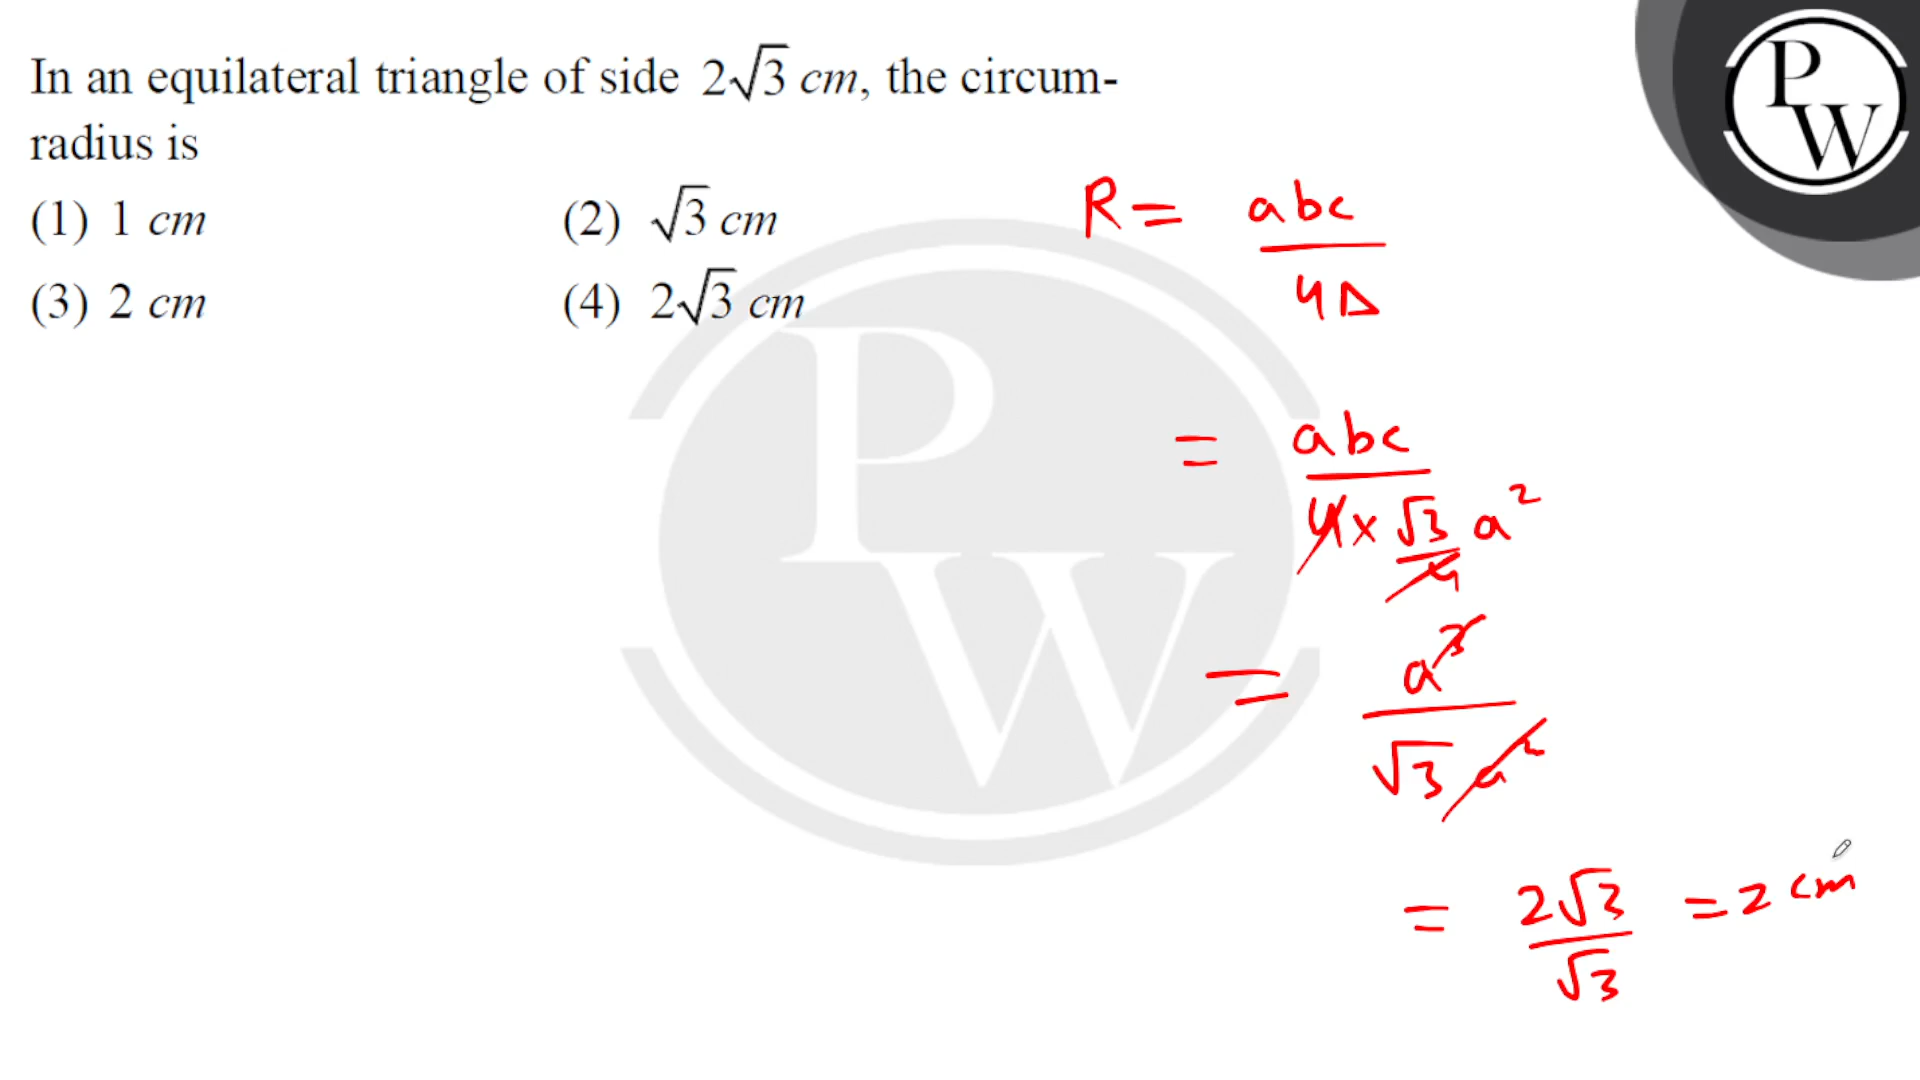 In an equilateral triangle of side 2√3 cm, the circum-
radius is
(1) 1 cm (2) √3 cm
(3) 2 cm (4) 2√3 cm
PW
R = abc / 4Δ
= abc / 4 × √3/4 a²
= a³ / √3 a²
= 2√3 / √3 = 2 cm
PW